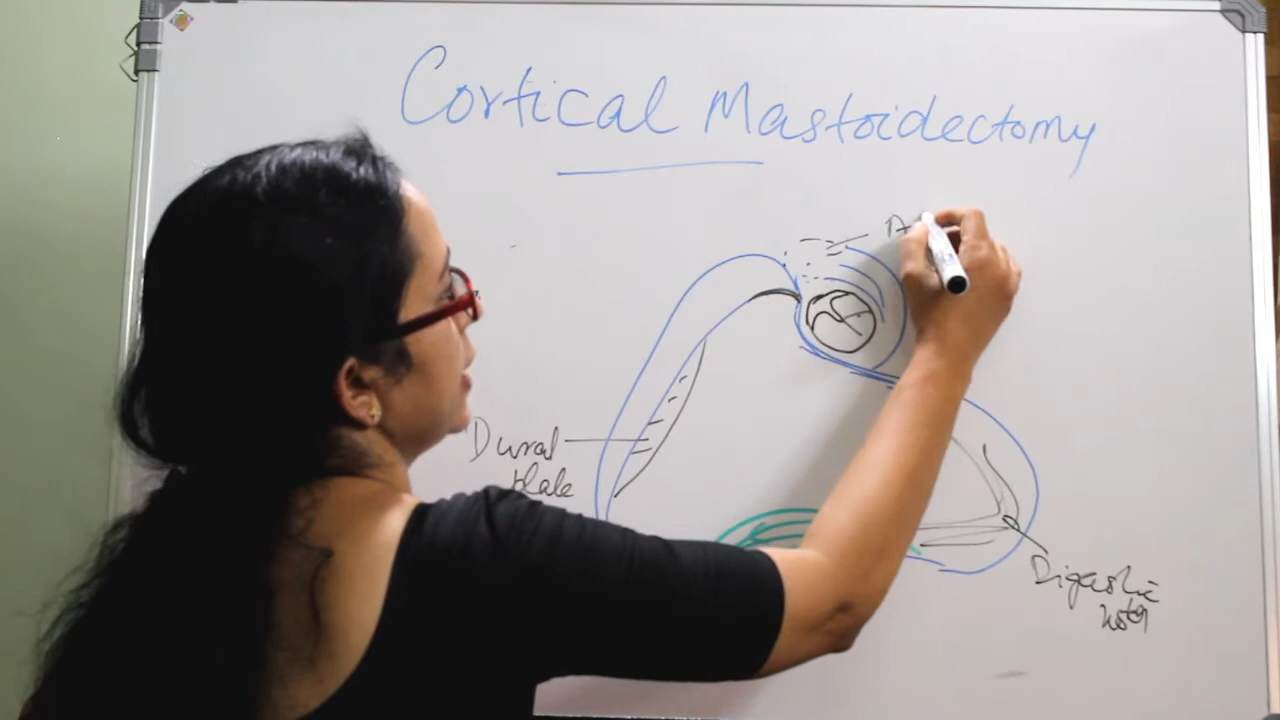 Cortical Mastoidectomy
A
Dural
plate
Digastric
notch